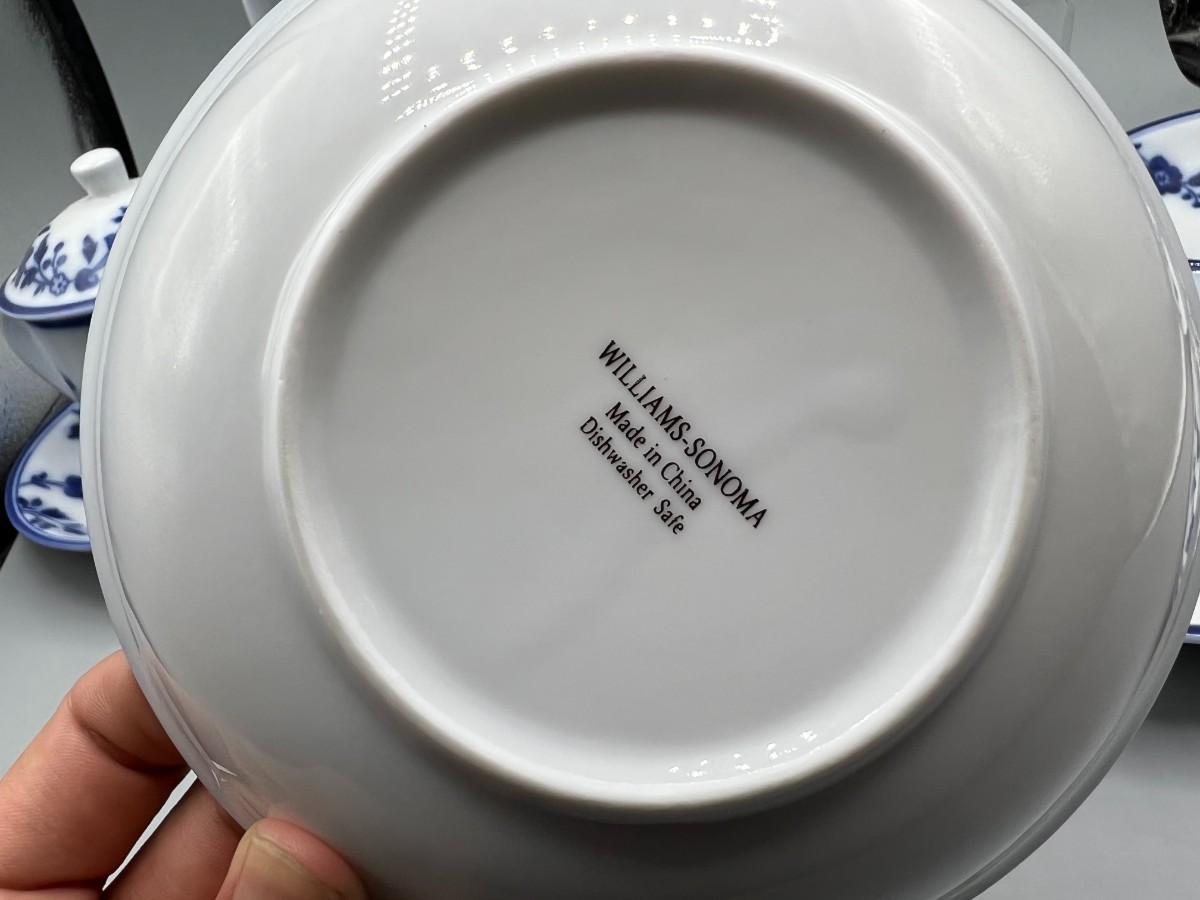 WILLIAMS-SONOMA
Made in China
Dishwasher Safe